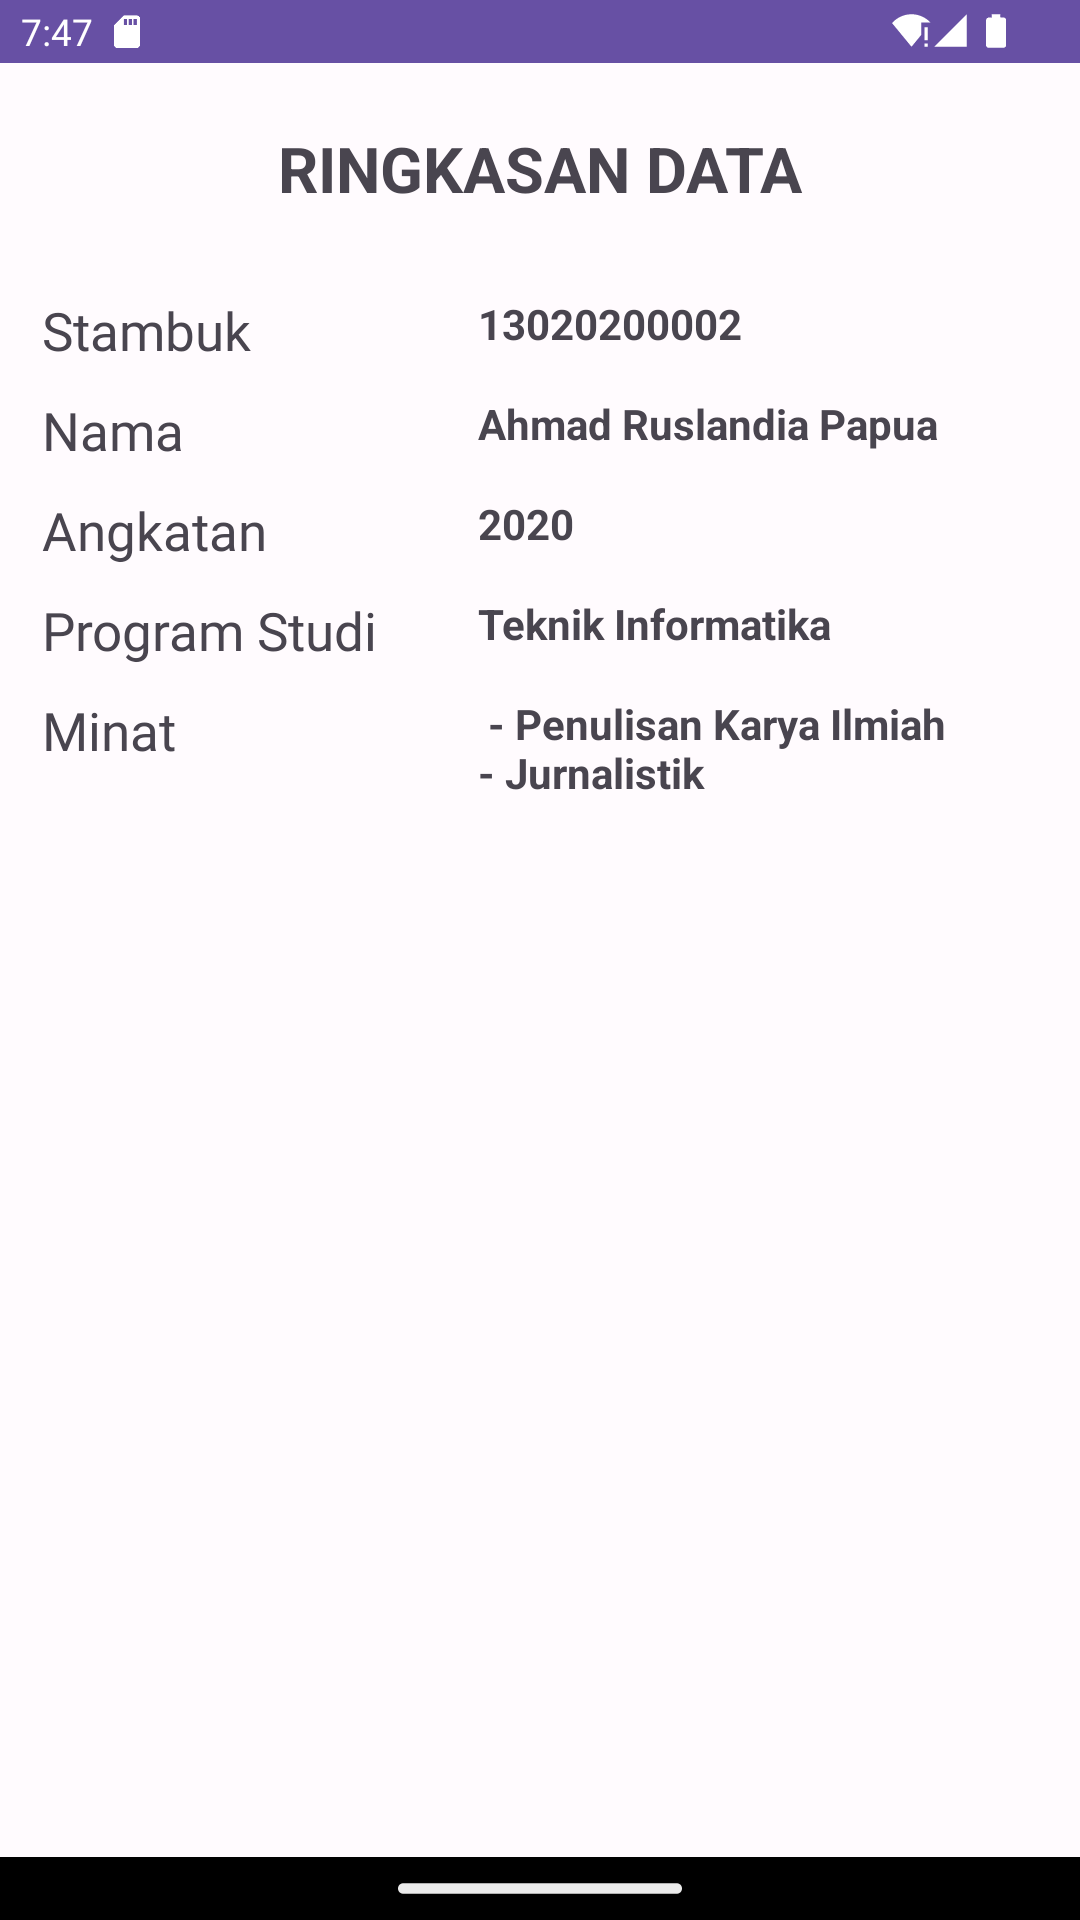 7:47
RINGKASAN DATA
Stambuk 13020200002
Nama Ahmad Ruslandia Papua
Angkatan 2020
Program Studi Teknik Informatika
Minat - Penulisan Karya Ilmiah
- Jurnalistik